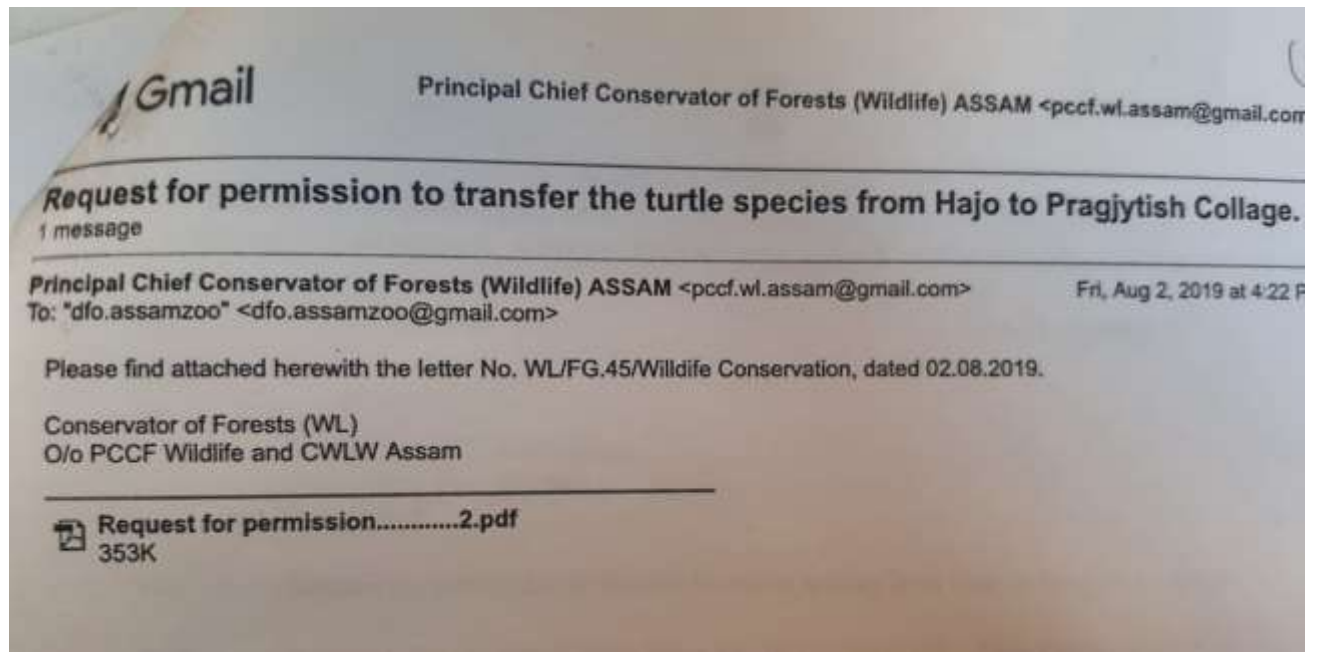 Gmail
Principal Chief Conservator of Forests (Wildlife) ASSAM <pccf.wl.assam@gmail.com
Request for permission to transfer the turtle species from Hajo to Pragjytish Collage.
1 message
Principal Chief Conservator of Forests (Wildlife) ASSAM <pccf.wl.assam@gmail.com> Fri, Aug 2, 2019 at 4:22 P
To: "dfo.assamzoo" <dfo.assamzoo@gmail.com>
Please find attached herewith the letter No. WL/FG.45/Willdife Conservation, dated 02.08.2019.
Conservator of Forests (WL)
O/o PCCF Wildlife and CWLW Assam
Request for permission............2.pdf
353K